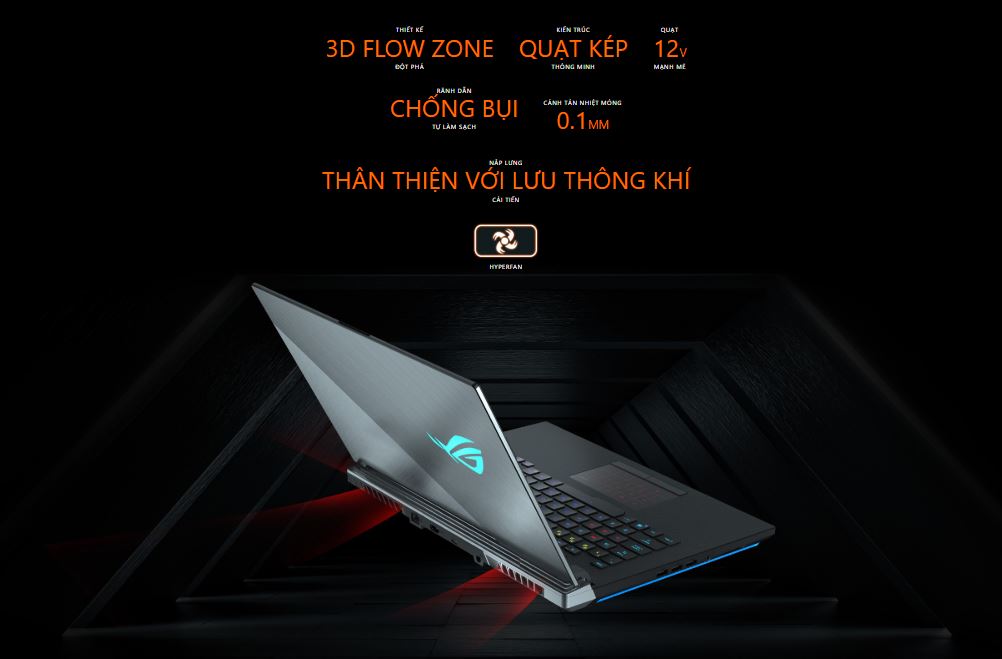 THIẾT KẾ
3D FLOW ZONE
ĐỘT PHÁ
KIẾN TRÚC
QUẠT KÉP
THÔNG MINH
QUẠT
12V
MẠNH MẼ
RÃNH DẪN
CHỐNG BỤI
TỰ LÀM SẠCH
CÁNH TẢN NHIỆT MỎNG
0.1MM
NẮP LƯNG
THÂN THIỆN VỚI LƯU THÔNG KHÍ
CẢI TIẾN
HYPERFAN